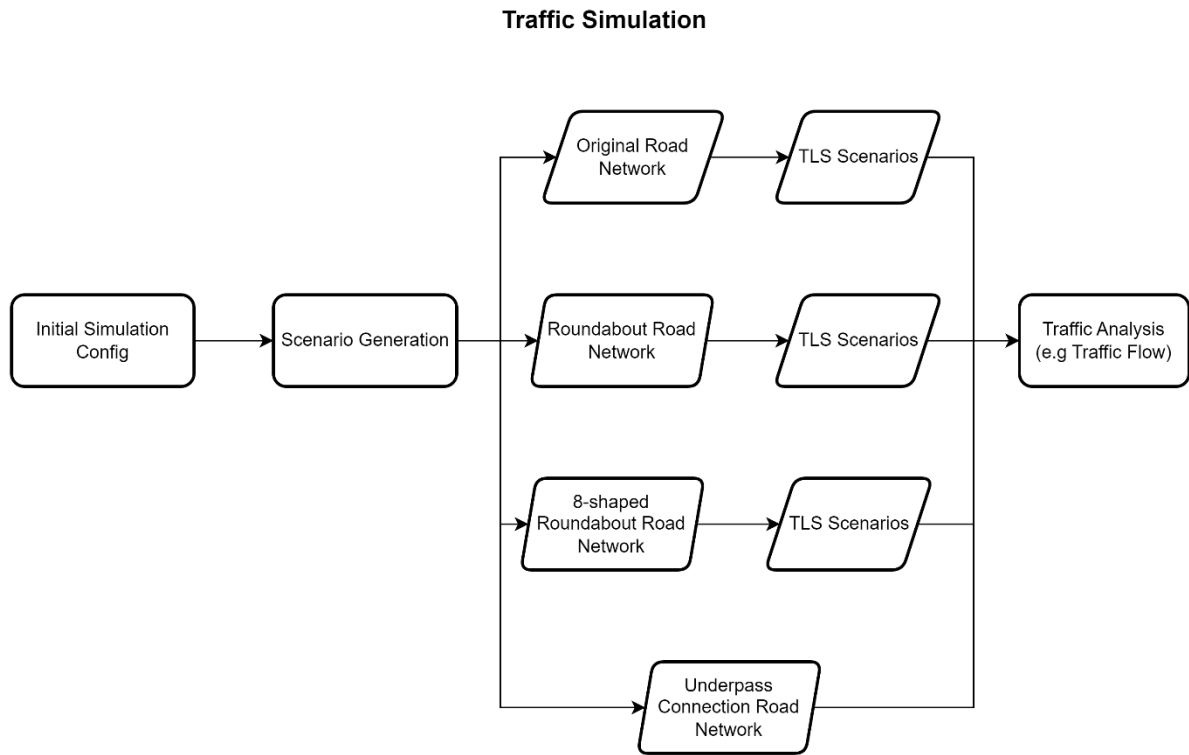 Traffic Simulation
Original Road
Network
TLS Scenarios
Initial Simulation
Config
Scenario Generation
Roundabout Road
Network
TLS Scenarios
Traffic Analysis
(e.g Traffic Flow)
8-shaped
Roundabout Road
Network
TLS Scenarios
Underpass
Connection Road
Network